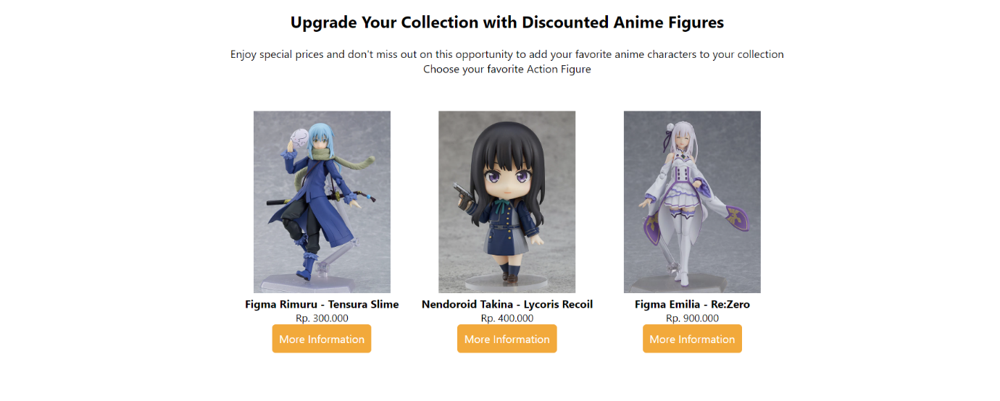 Upgrade Your Collection with Discounted Anime Figures
Enjoy special prices and don't miss out on this opportunity to add your favorite anime characters to your collection
Choose your favorite Action Figure
Figma Rimuru - Tensura Slime
Rp. 300.000
More Information
Nendoroid Takina - Lycoris Recoil
Rp. 400.000
More Information
Figma Emilia - Re:Zero
Rp. 900.000
More Information